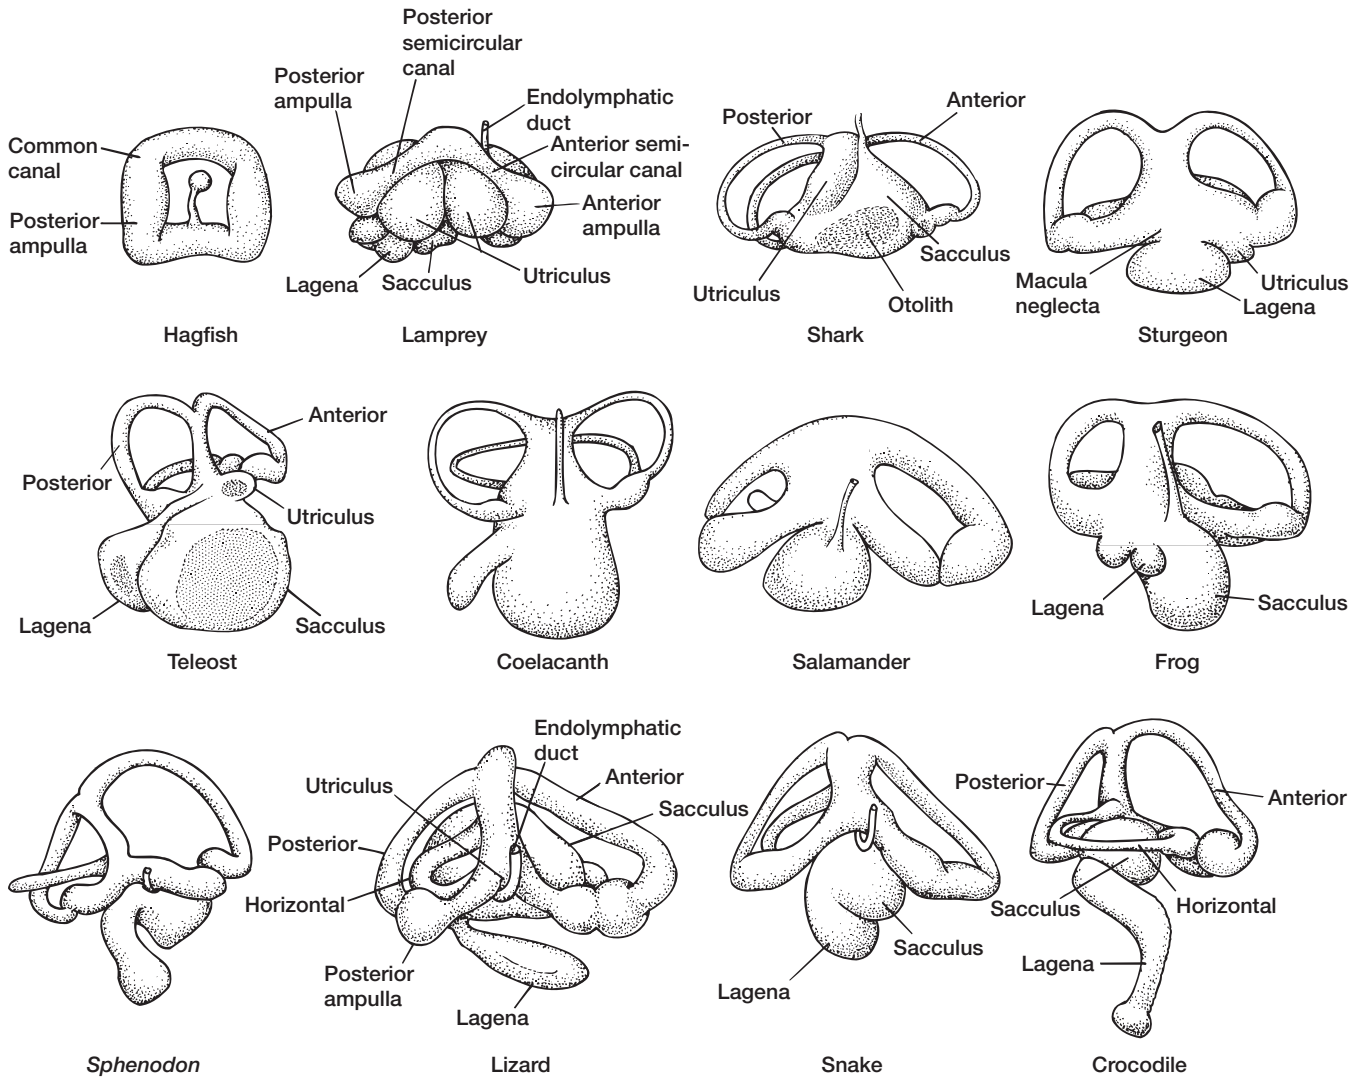 Posterior
semicircular
canal
Posterior
ampulla
Endolymphatic
duct
Common
canal
Anterior semi-
circular canal
Posterior
ampulla
Anterior
ampulla
Lagena
Sacculus
Utriculus
Posterior
Anterior
Sacculus
Utriculus
Otolith
Macula
neglecta
Utriculus
Lagena
Hagfish
Lamprey
Shark
Sturgeon
Anterior
Posterior
Utriculus
Lagena
Sacculus
Lagena
Sacculus
Teleost
Coelacanth
Salamander
Frog
Endolymphatic
duct
Utriculus
Anterior
Sacculus
Posterior
Horizontal
Posterior
ampulla
Lagena
Sacculus
Lagena
Posterior
Anterior
Sacculus
Horizontal
Lagena
Sphenodon
Lizard
Snake
Crocodile